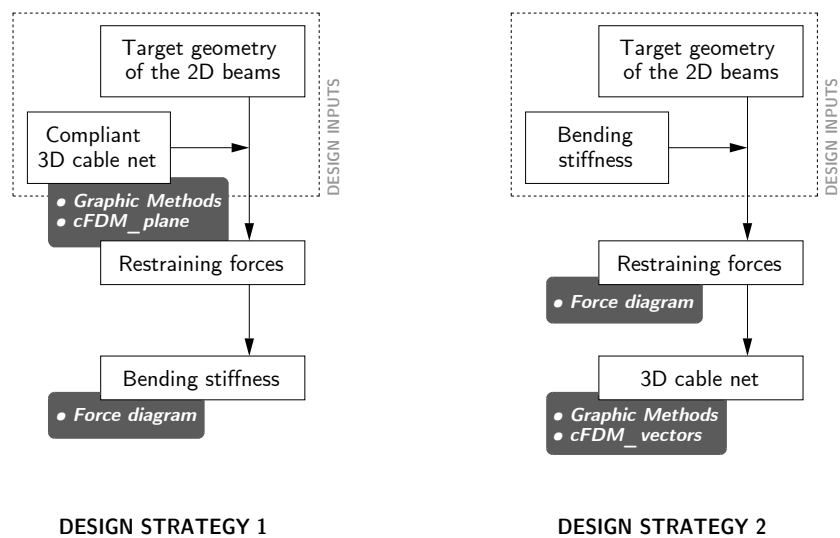 Target geometry
of the 2D beams
Compliant
3D cable net
DESIGN INPUTS
• Graphic Methods
• cFDM_plane
Restraining forces
Bending stiffness
• Force diagram
DESIGN STRATEGY 1
Target geometry
of the 2D beams
Bending
stiffness
DESIGN INPUTS
Restraining forces
• Force diagram
3D cable net
• Graphic Methods
• cFDM_vectors
DESIGN STRATEGY 2